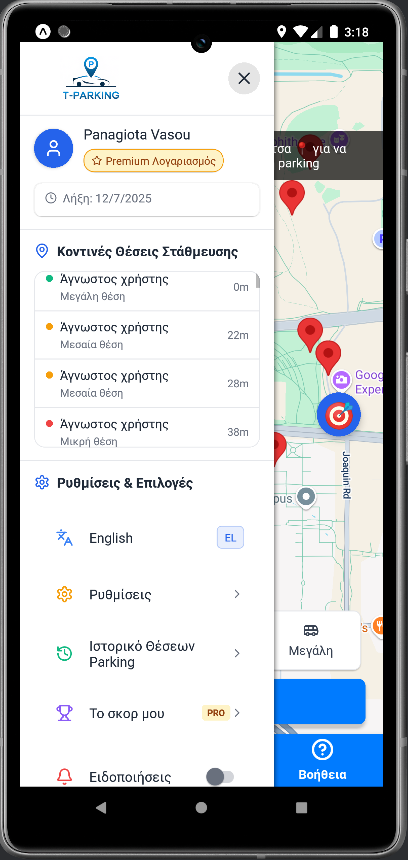 3:18
P
T-PARKING
Panagiota Vasou
Premium Λογαριασμός
Λήξη: 12/7/2025
τσα 📍 για να
parking
Κοντινές Θέσεις Στάθμευσης
Άγνωστος χρήστης
0m
Μεγάλη θέση
Άγνωστος χρήστης
22m
Μεσαία θέση
Άγνωστος χρήστης
28m
Μεσαία θέση
Άγνωστος χρήστης
38m
Μικρή θέση
Goog
Exper
Joaquin Rd
pus
Ρυθμίσεις & Επιλογές
English
EL
Ρυθμίσεις
Ιστορικό Θέσεων
Parking
Το σκορ μου
PRO
Ειδοποιήσεις
Μεγάλη
Βοήθεια